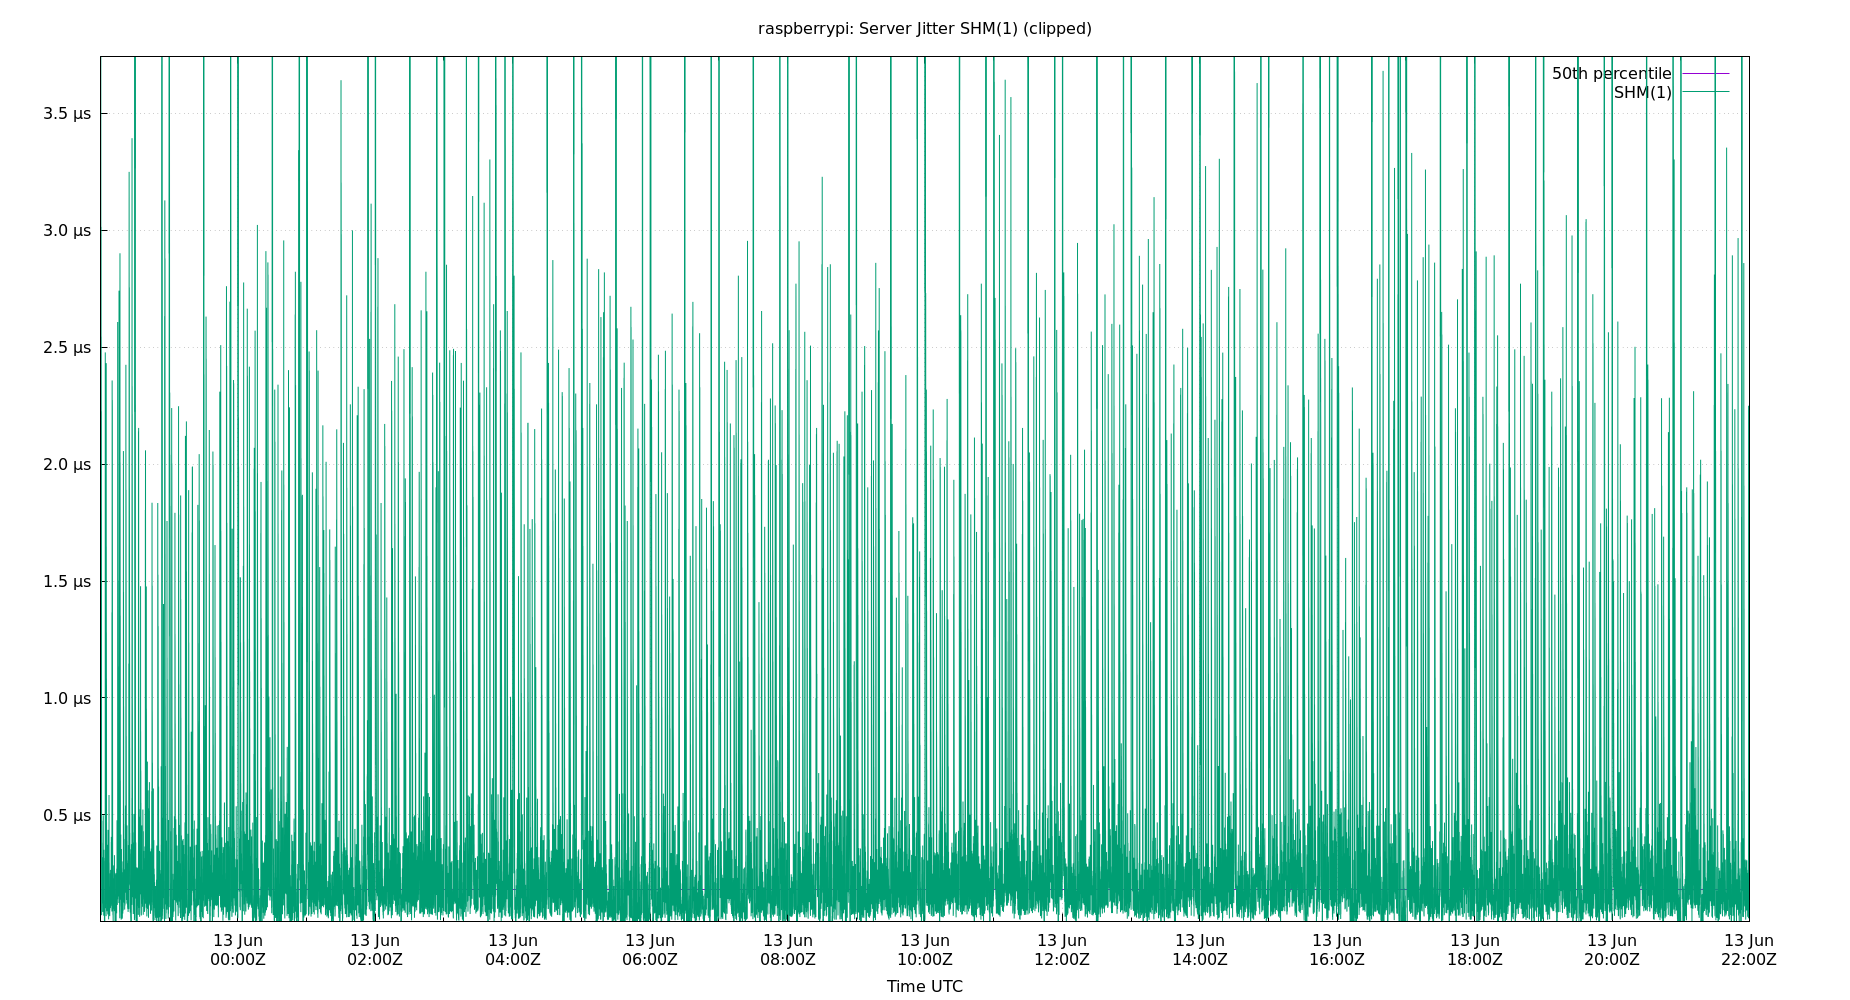 raspberrypi: Server Jitter SHM(1) (clipped)
50th percentile
SHM(1)
3.5 µs
3.0 µs
2.5 µs
2.0 µs
1.5 µs
1.0 µs
0.5 µs
13 Jun 13 Jun 13 Jun 13 Jun 13 Jun 13 Jun 13 Jun 13 Jun 13 Jun 13 Jun 13 Jun 13 Jun
00:00Z 02:00Z 04:00Z 06:00Z 08:00Z 10:00Z 12:00Z 14:00Z 16:00Z 18:00Z 20:00Z 22:00Z
Time UTC